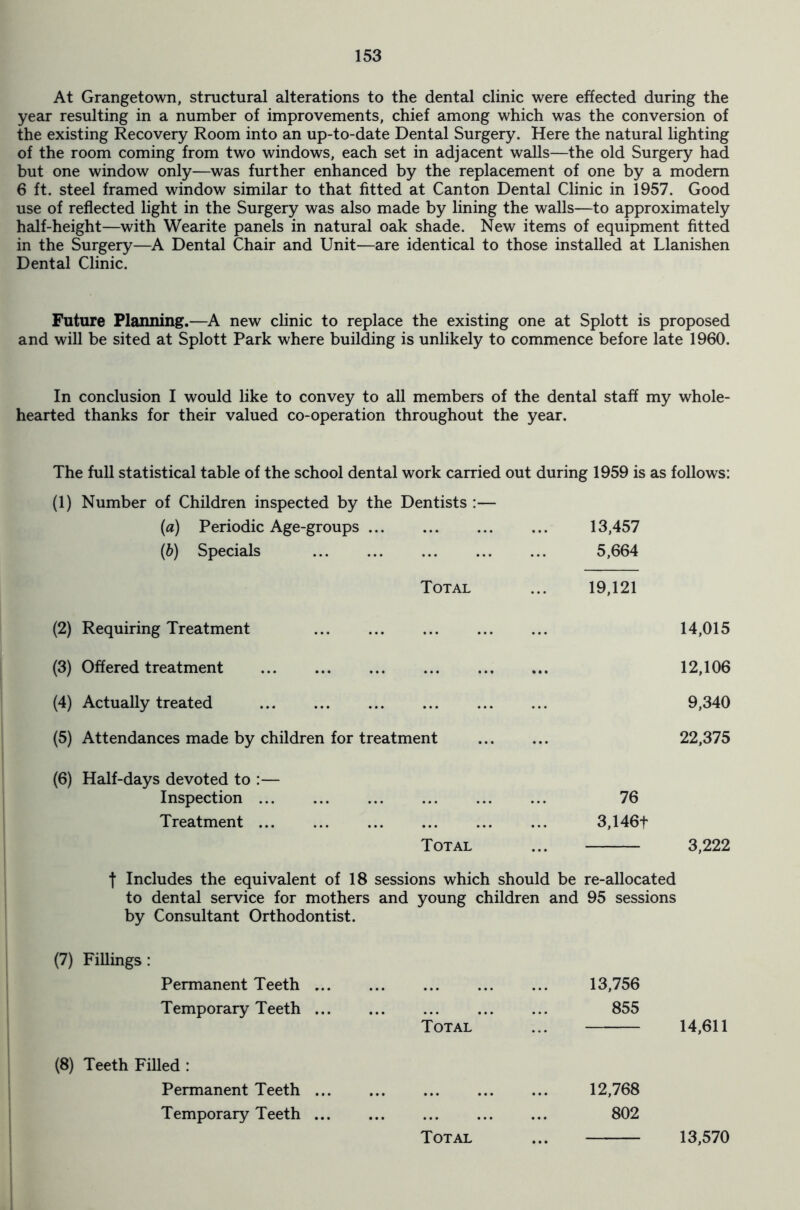 153
At Grangetown, structural alterations to the dental clinic were effected during the
year resulting in a number of improvements, chief among which was the conversion of
the existing Recovery Room into an up-to-date Dental Surgery. Here the natural lighting
of the room coming from two windows, each set in adjacent walls—the old Surgery had
but one window only—was further enhanced by the replacement of one by a modern
6 ft. steel framed window similar to that fitted at Canton Dental Clinic in 1957. Good
use of reflected light in the Surgery was also made by lining the walls—to approximately
half-height—with Wearite panels in natural oak shade. New items of equipment fitted
in the Surgery—A Dental Chair and Unit—are identical to those installed at Llanishen
Dental Clinic.
Future Planning.—A new clinic to replace the existing one at Splott is proposed
and will be sited at Splott Park where building is unlikely to commence before late 1960.
In conclusion I would like to convey to all members of the dental staff my whole-
hearted thanks for their valued co-operation throughout the year.
The full statistical table of the school dental work carried out during 1959 is as follows:
(1) Number of Children inspected by the Dentists :—
(a) Periodic Age-groups ... ... ... ... ... 13,457
(b) Specials ... ... ... ... ... 5,664
Total ... 19,121
(2) Requiring Treatment ... ... ... ... ... 14,015
(3) Offered treatment ... ... ... ... ... ... 12,106
(4) Actually treated ... ... ... ... ... ... 9,340
(5) Attendances made by children for treatment ... ... 22,375
(6) Half-days devoted to :—
Inspection ... ... ... ... ... ... 76
Treatment ... ... ... ... ... ... 3,146†
Total ... —— 3,222
† Includes the equivalent of 18 sessions which should be re-allocated
to dental service for mothers and young children and 95 sessions
by Consultant Orthodontist.
(7) Fillings :
Permanent Teeth ... ... ... ... ... 13,756
Temporary Teeth ... ... ... ... ... 855
Total ... —— 14,611
(8) Teeth Filled :
Permanent Teeth ... ... ... ... ... 12,768
Temporary Teeth ... ... ... ... ... 802
Total ... —— 13,570